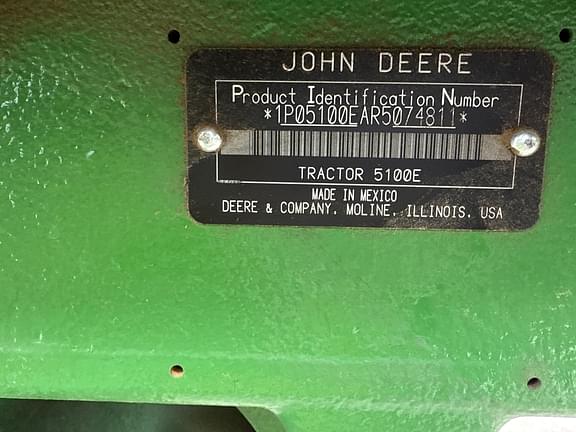 JOHN DEERE
Product Identification Number
*1P05100EAR5074811*
TRACTOR 5100E
MADE IN MEXICO
DEERE & COMPANY, MOLINE, ILLINOIS, USA